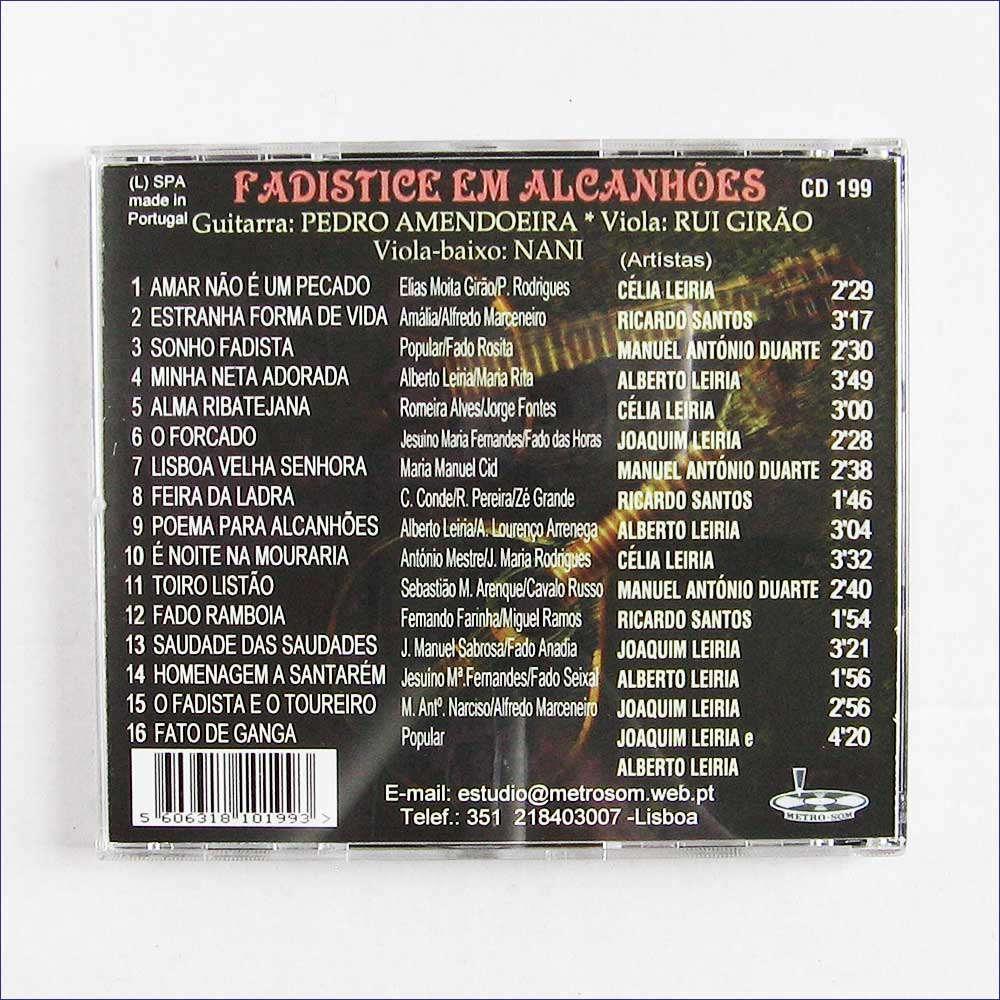 (L) SPA
made in
Portugal
FADISTICE EM ALCANHÕES
CD 199
Guitarra: PEDRO AMENDOEIRA * Viola: RUI GIRÃO
Viola-baixo: NANI
(Artistas)
1 AMAR NÃO É UM PECADO Elias Moita Girão/P. Rodrigues CÉLIA LEIRIA 2'29
2 ESTRANHA FORMA DE VIDA Amália/Alfredo Marceneiro RICARDO SANTOS 3'17
3 SONHO FADISTA Popular/Fado Rosita MANUEL ANTÓNIO DUARTE 2'30
4 MINHA NETA ADORADA Alberto Leiria/Maria Rita ALBERTO LEIRIA 3'49
5 ALMA RIBATEJANA Romeira Alves/Jorge Fontes CÉLIA LEIRIA 3'00
6 O FORCADO Jesuino Maria Fernandes/Fado das Horas JOAQUIM LEIRIA 2'28
7 LISBOA VELHA SENHORA Maria Manuel Cid MANUEL ANTÓNIO DUARTE 2'38
8 FEIRA DA LADRA C. Conde/R. Pereira/Zé Grande RICARDO SANTOS 1'46
9 POEMA PARA ALCANHÕES Alberto Leiria/A. Lourenço Arrenega ALBERTO LEIRIA 3'04
10 É NOITE NA MOURARIA António Mestre/J. Maria Rodrigues CÉLIA LEIRIA 3'32
11 TOIRO LISTÃO Sebastião M. Arenque/Cavalo Russo MANUEL ANTÓNIO DUARTE 2'40
12 FADO RAMBOIA Fernando Farinha/Miguel Ramos RICARDO SANTOS 1'54
13 SAUDADE DAS SAUDADES J. Manuel Sabrosa/Fado Anadia JOAQUIM LEIRIA 3'21
14 HOMENAGEM A SANTARÉM Jesuíno Mª.Fernandes/Fado Seixal ALBERTO LEIRIA 1'56
15 O FADISTA E O TOUREIRO M. Antº. Narciso/Alfredo Marceneiro JOAQUIM LEIRIA 2'56
16 FATO DE GANGA Popular JOAQUIM LEIRIA e 4'20
ALBERTO LEIRIA
E-mail: estudio@metrosom.web.pt
Telef.: 351 218403007 -Lisboa
5 606318 101993 >
METRO-SOM